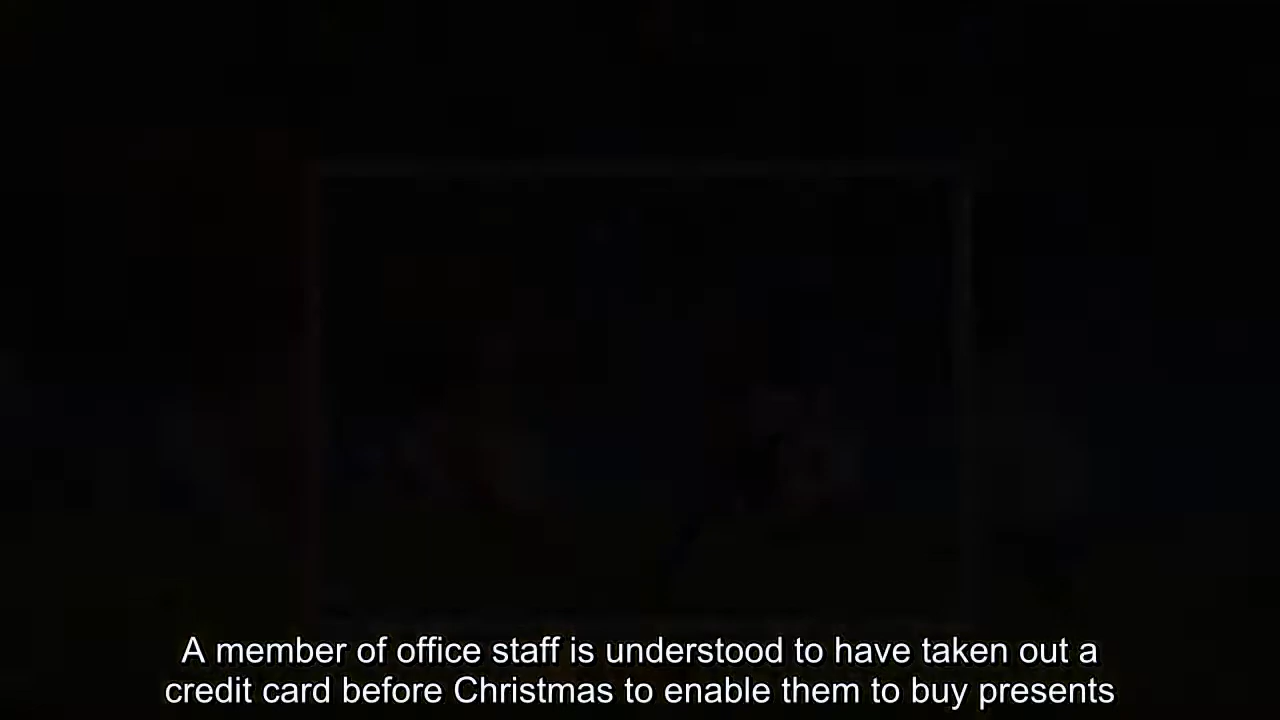 A member of office staff is understood to have taken out a
credit card before Christmas to enable them to buy presents